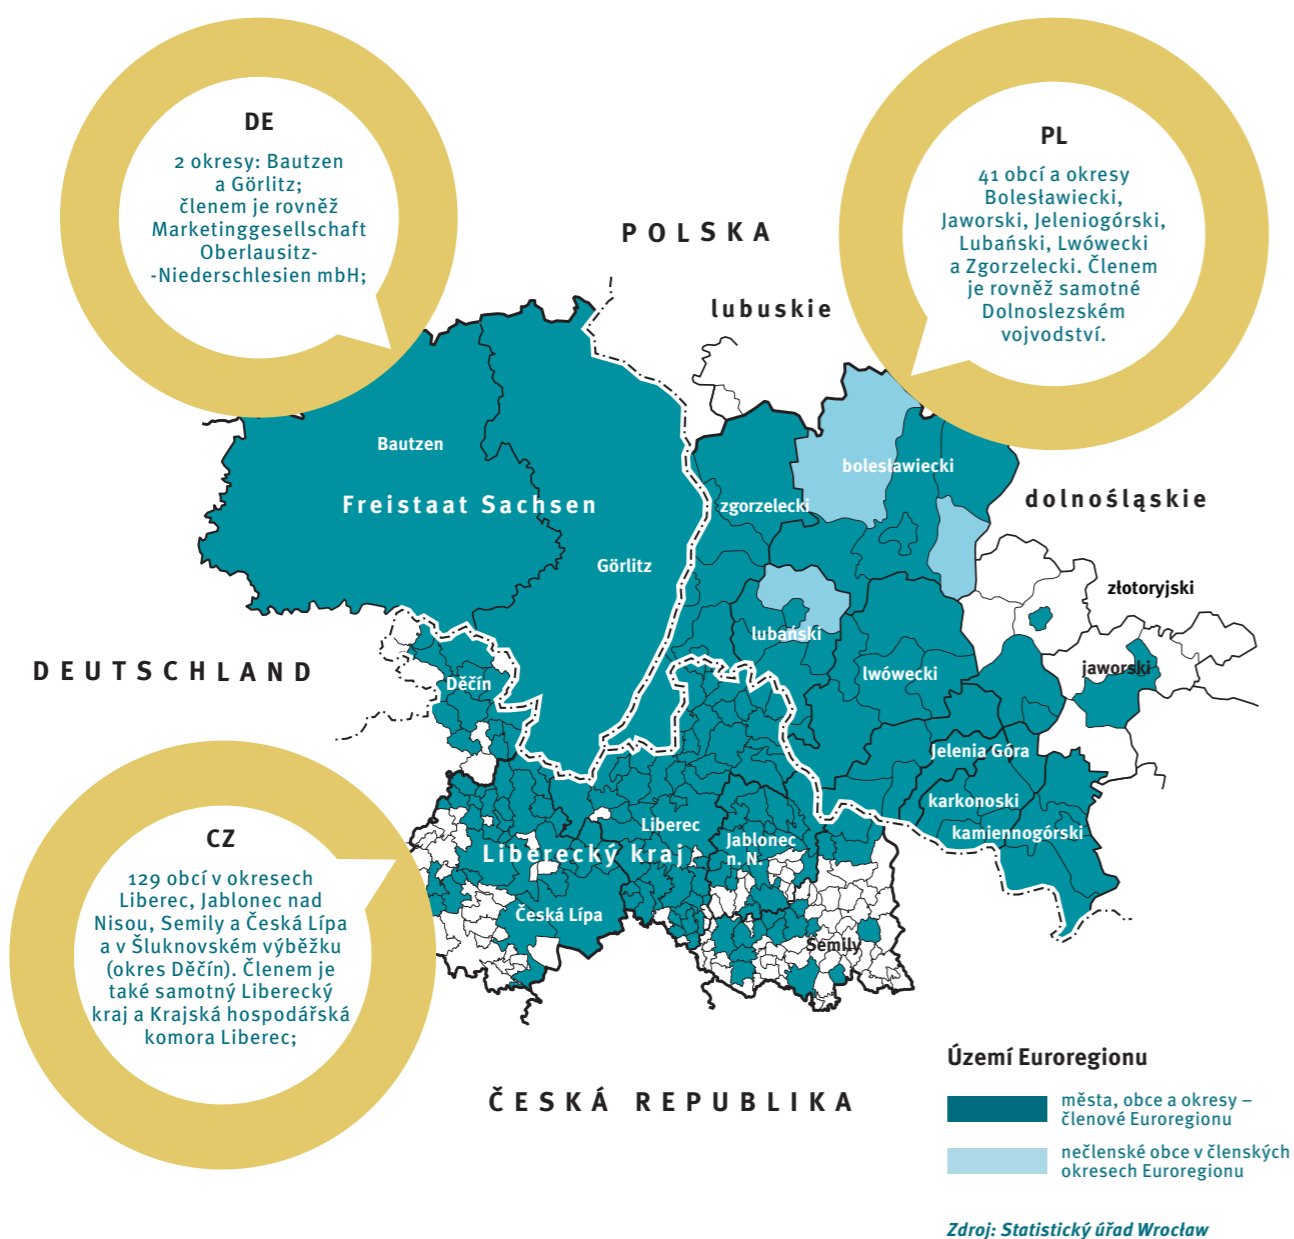 DE
2 okresy: Bautzen
a Görlitz;
členem je rovněž
Marketinggesellschaft
Oberlausitz-
-Niederschlesien mbH;
PL
41 obcí a okresy
Bolesławiecki,
Jaworski, Jeleniogórski,
Lubański, Lwówecki
a Zgorzelecki. Členem
je rovněž samotné
Dolnoslezském
vojvodství.
POLSKA
lubuskie
Bautzen
bolesławiecki
Freistaat Sachsen
zgorzelecki
dolnośląskie
Görlitz
złotoryjski
lubański
DEUTSCHLAND
Děčín
lwówecki
jaworski
Jelenia Góra
karkonoski
kamiennogórski
Liberec
Jablonec
n. N.
Liberecký kraj
Česká Lípa
Semily
CZ
129 obcí v okresech
Liberec, Jablonec nad
Nisou, Semily a Česká Lípa
a v Šluknovském výběžku
(okres Děčín). Členem je
také samotný Liberecký
kraj a Krajská hospodářská
komora Liberec;
ČESKÁ REPUBLIKA
Území Euroregionu
města, obce a okresy –
členové Euroregionu
nečlenské obce v členských
okresech Euroregionu
Zdroj: Statistický úřad Wrocław